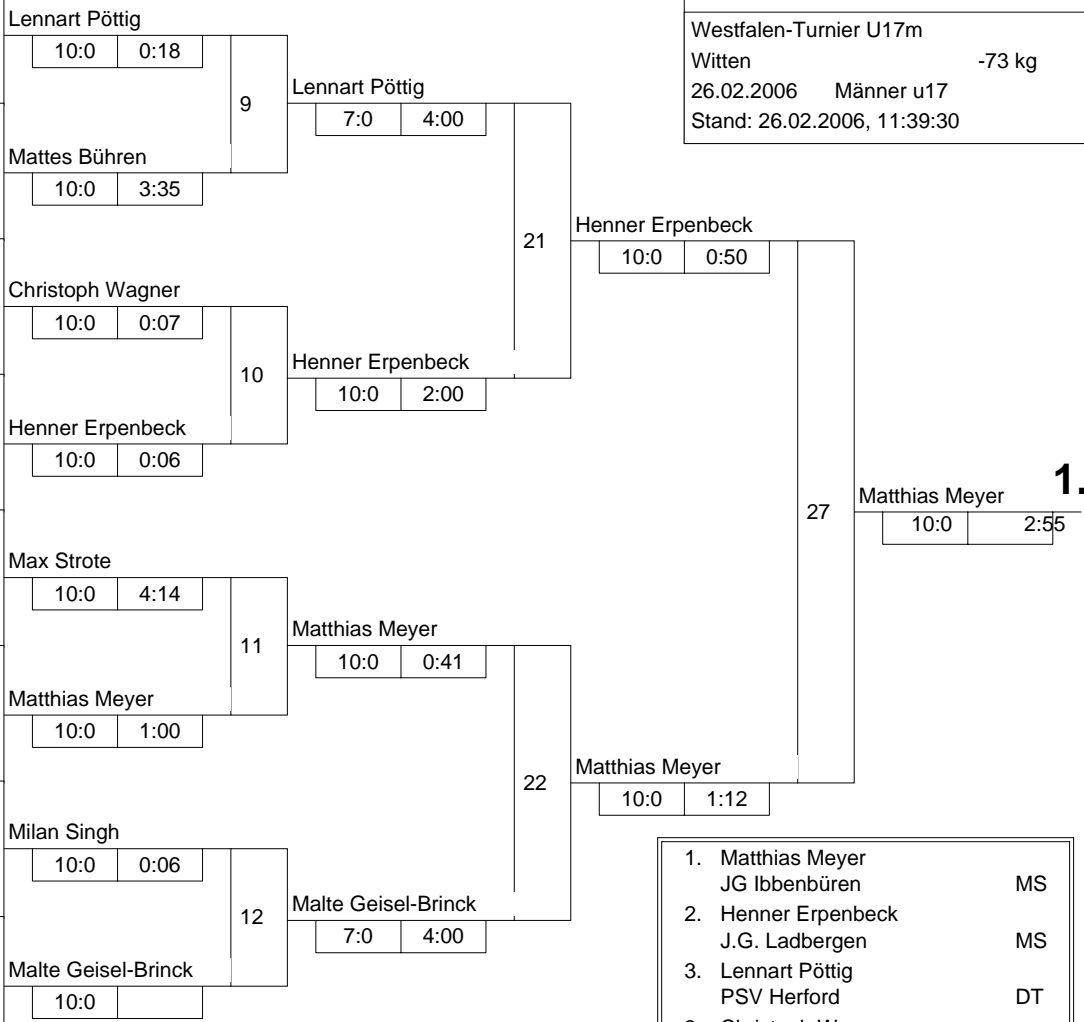 Lennart Pöttig
10:0 0:18
9
Mattes Bühren
10:0 3:35
Christoph Wagner
10:0 0:07
10
Henner Erpenbeck
10:0 0:06
Max Strote
10:0 4:14
11
Matthias Meyer
10:0 1:00
Milan Singh
10:0 0:06
12
Malte Geisel-Brinck
10:0
Lennart Pöttig
7:0 4:00
21
Henner Erpenbeck
10:0 2:00
Matthias Meyer
10:0 0:41
22
Malte Geisel-Brinck
7:0 4:00
Henner Erpenbeck
10:0 0:50
27
Matthias Meyer
10:0 1:12
Matthias Meyer 1.
10:0 2:55
Westfalen-Turnier U17m
Witten -73 kg
26.02.2006 Männer u17
Stand: 26.02.2006, 11:39:30
1. Matthias Meyer
JG Ibbenbüren MS
2. Henner Erpenbeck
J.G. Ladbergen MS
3. Lennart Pöttig
PSV Herford DT